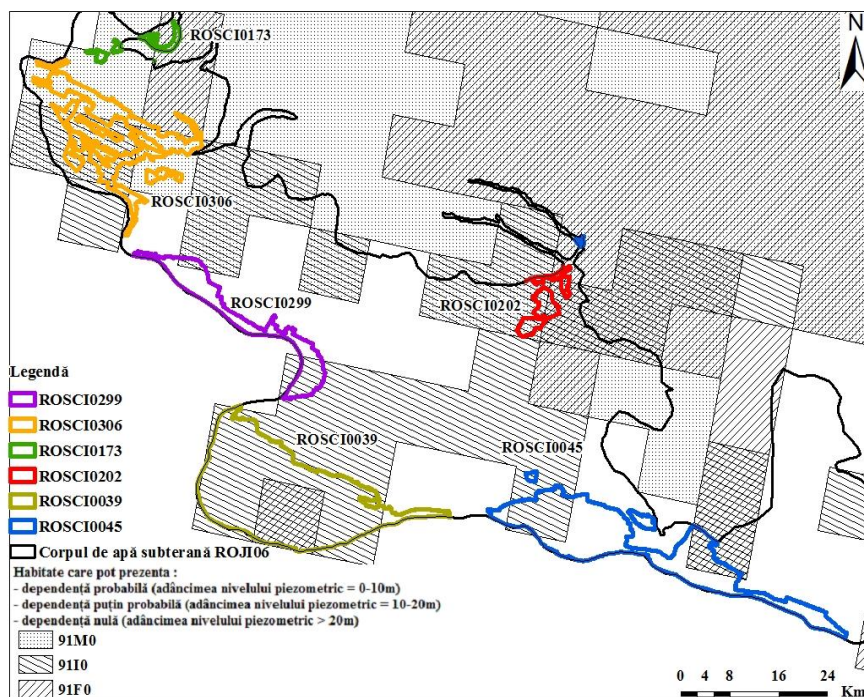 ROSCI0173
N
ROSCI0306
ROSCI0299
ROSCI0202
ROSCI0039
ROSCI0045
Legendă
ROSCI0299
ROSCI0306
ROSCI0173
ROSCI0202
ROSCI0039
ROSCI0045
Corpul de apă subterană ROJI06
Habitate care pot prezenta :
- dependență probabilă (adâncimea nivelului piezometric = 0-10m)
- dependență puțin probabilă (adâncimea nivelului piezometric = 10-20m)
- dependență nulă (adâncimea nivelului piezometric > 20m)
91M0
91I0
91F0
0 4 8 16 24
Km